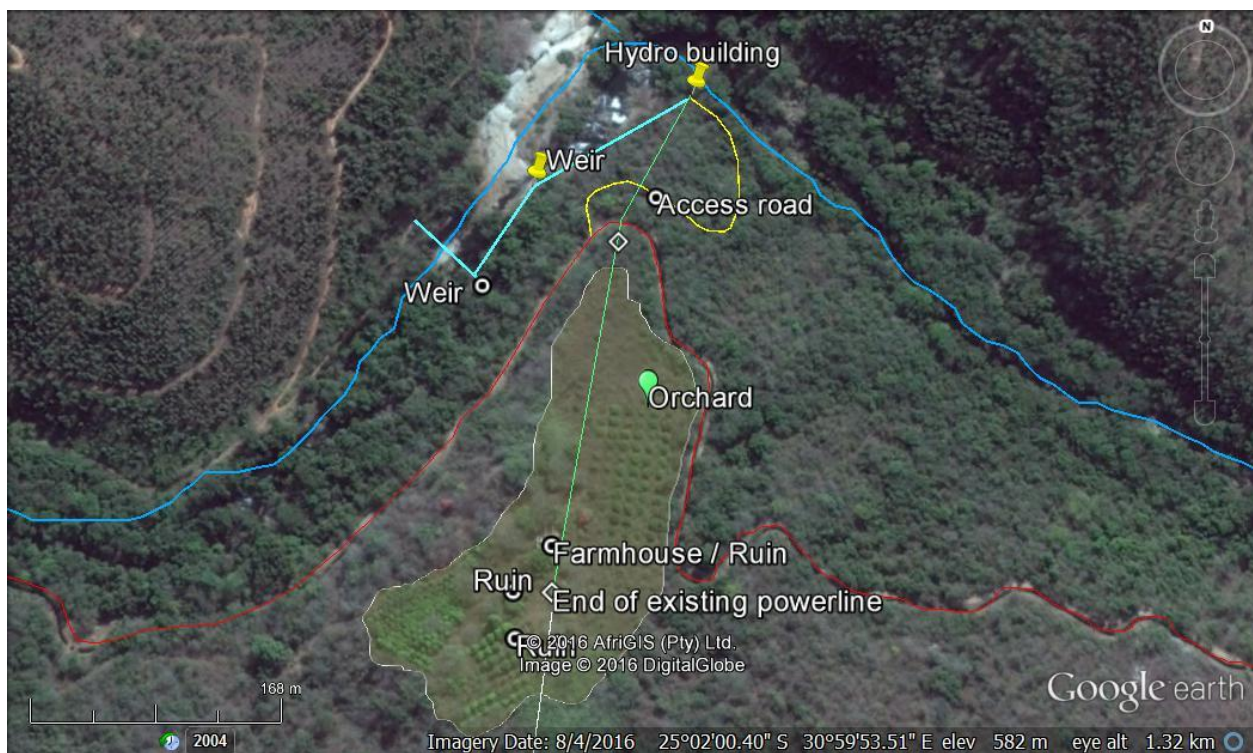 N
Hydro building
Weir
Access road
Weir
Orchard
Farmhouse / Ruin
Ruin
End of existing powerline
Ruin
© 2016 AfriGIS (Pty) Ltd.
Image © 2016 DigitalGlobe
168 m
Google earth
2004
Imagery Date: 8/4/2016 25°02'00.40" S 30°59'53.51" E elev 582 m eye alt 1.32 km